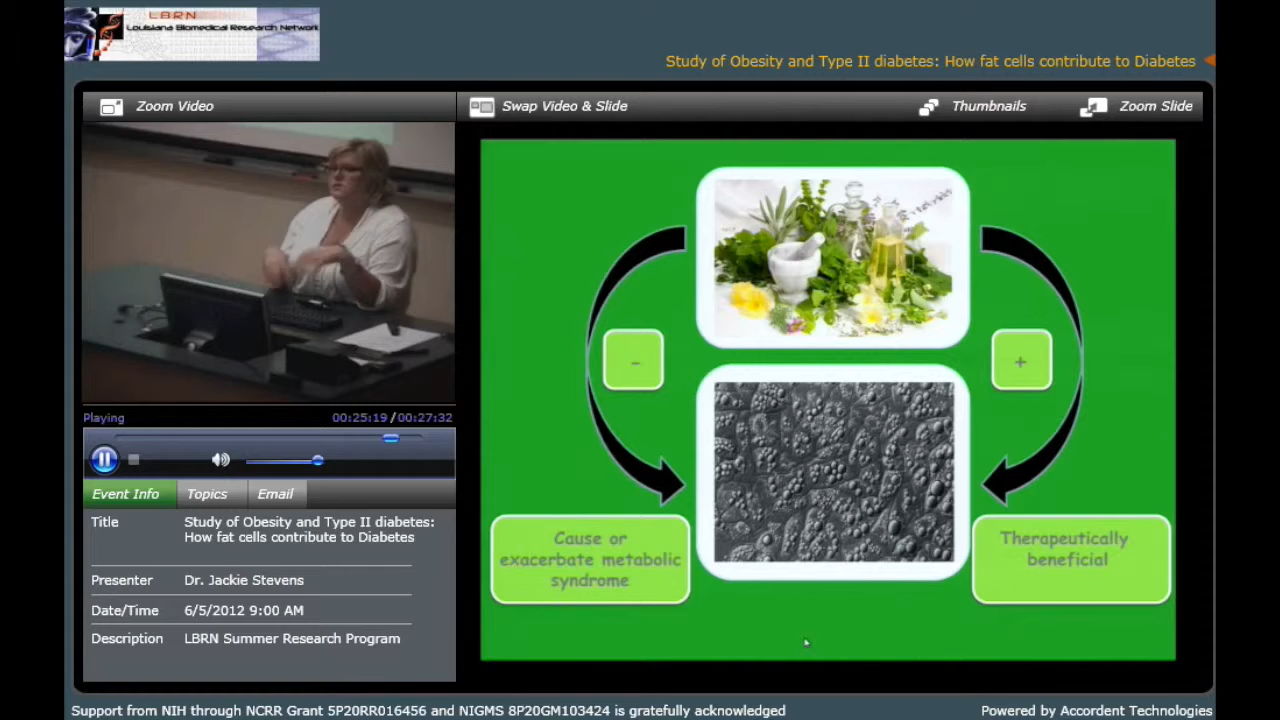 LBRN
Louisiana Biomedical Research Network
Study of Obesity and Type II diabetes: How fat cells contribute to Diabetes
Zoom Video
Swap Video & Slide
Thumbnails
Zoom Slide
-
+
Cause or
exacerbate metabolic
syndrome
Therapeutically
beneficial
Playing
00:25:19 / 00:27:32
Event Info
Topics
Email
Title
Study of Obesity and Type II diabetes:
How fat cells contribute to Diabetes
Presenter
Dr. Jackie Stevens
Date/Time
6/5/2012 9:00 AM
Description
LBRN Summer Research Program
Support from NIH through NCRR Grant 5P20RR016456 and NIGMS 8P20GM103424 is gratefully acknowledged
Powered by Accordent Technologies